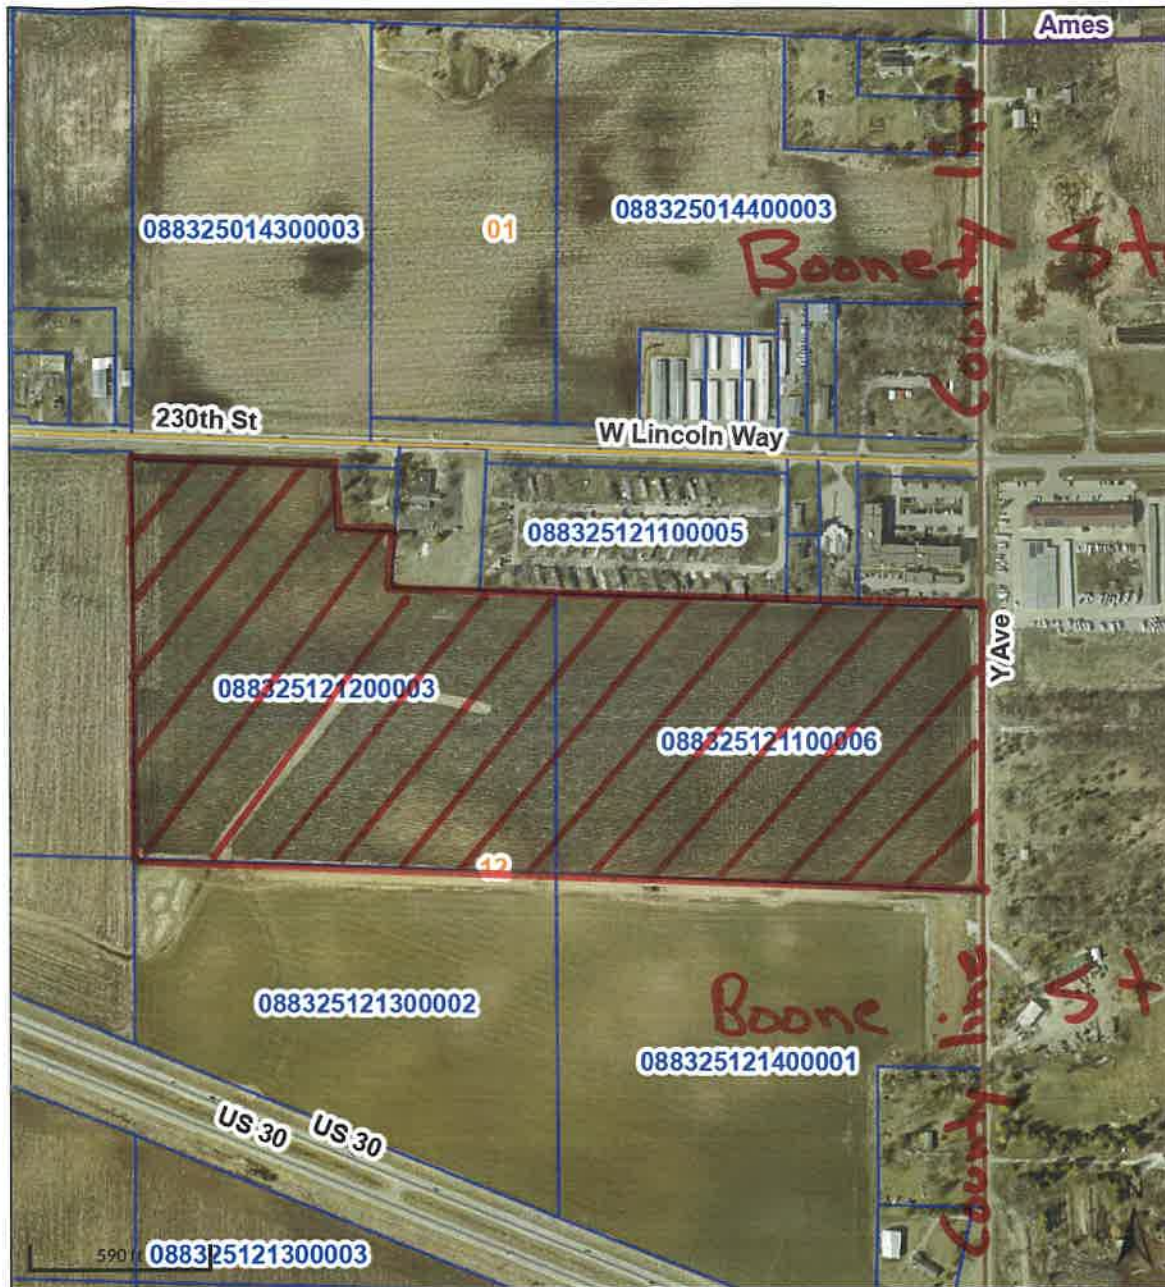 Ames
line
088325014300003
01
088325014400003
Boone
County
St
230th St
W Lincoln Way
088325121100005
Y Ave
088325121200003
088325121100006
12
088325121300002
Boone
line
St
088325121400001
County
US 30
US 30
590 ft
088325121300003